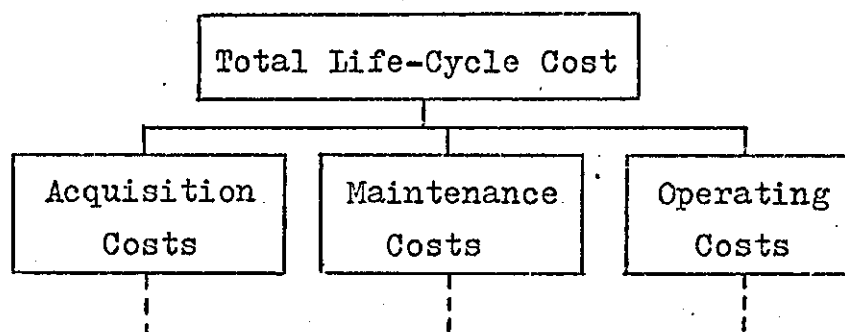 Total Life-Cycle Cost
Acquisition
Costs
Maintenance
Costs
Operating
Costs